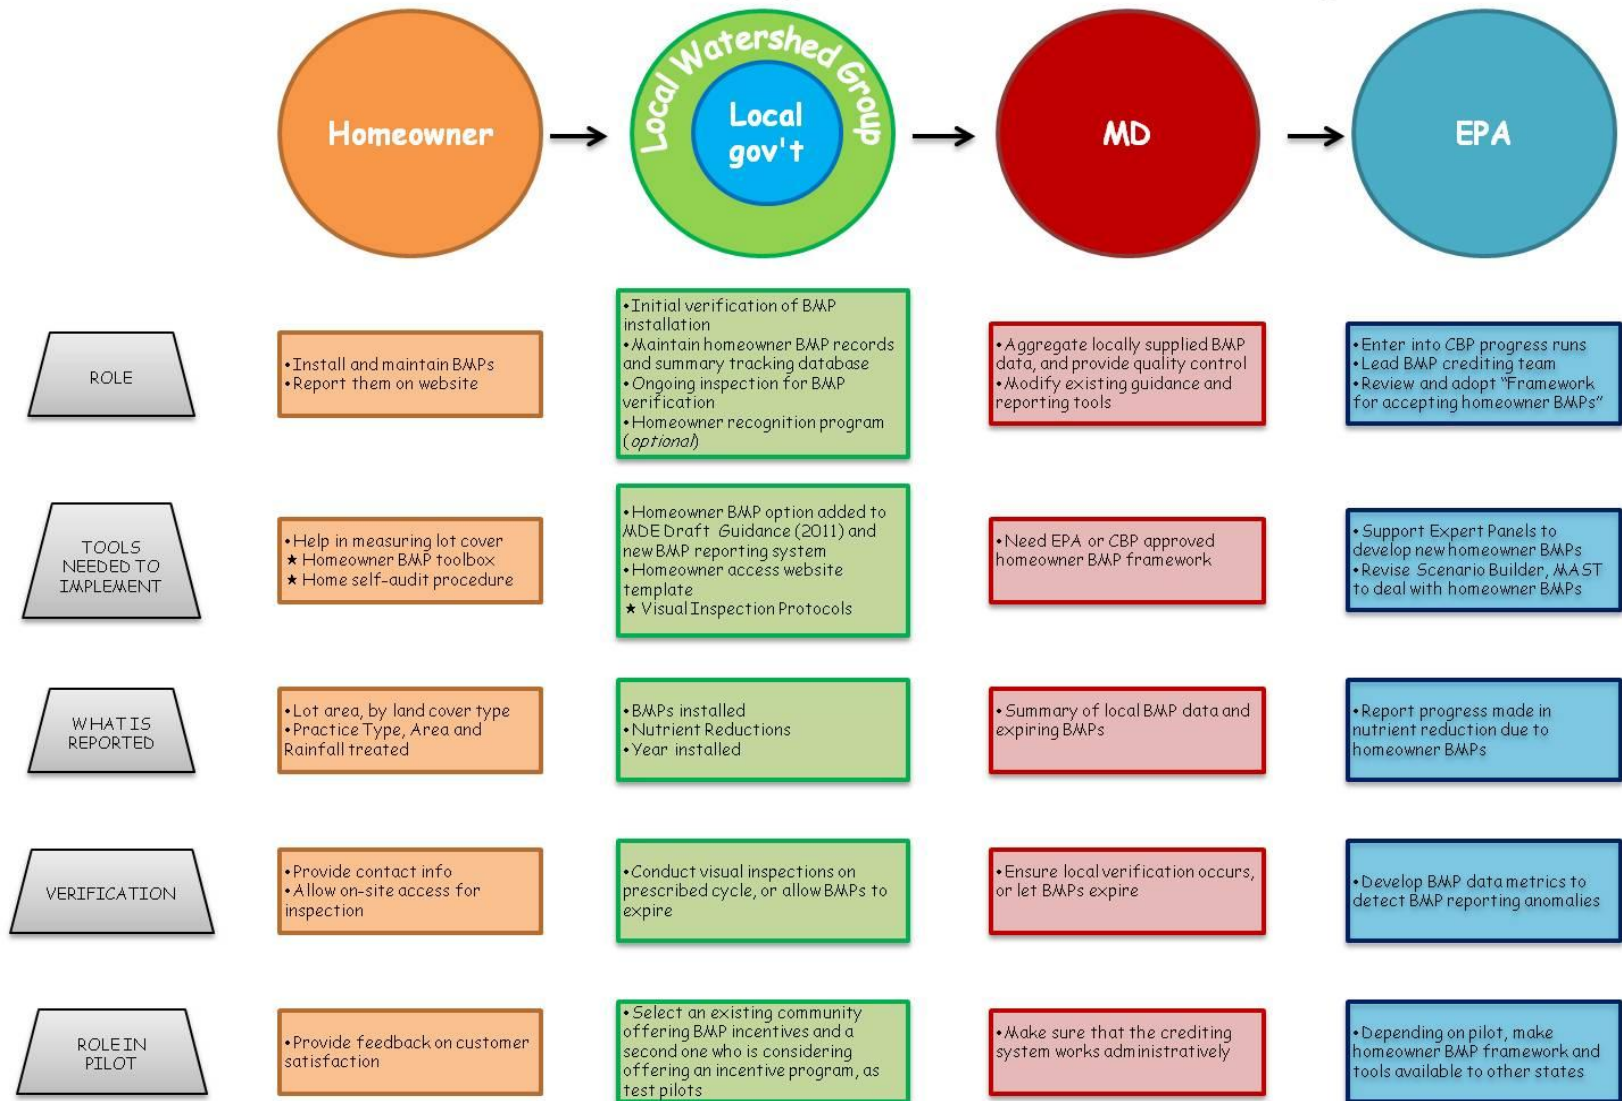 Homeowner
Local Watershed Group
Local
gov't
MD
EPA
ROLE
•Install and maintain BMPs
•Report them on website
•Initial verification of BMP
installation
•Maintain homeowner BMP records
and summary tracking database
•Ongoing inspection for BMP
verification
•Homeowner recognition program
(optional)
•Aggregate locally supplied BMP
data, and provide quality control
•Modify existing guidance and
reporting tools
•Enter into CBP progress runs
•Lead BMP crediting team
•Review and adopt “Framework
for accepting homeowner BMPs”
TOOLS
NEEDED TO
IMPLEMENT
•Help in measuring lot cover
★ Homeowner BMP toolbox
★ Home self-audit procedure
•Homeowner BMP option added to
MDE Draft Guidance (2011) and
new BMP reporting system
•Homeowner access website
template
★ Visual Inspection Protocols
•Need EPA or CBP approved
homeowner BMP framework
•Support Expert Panels to
develop new homeowner BMPs
•Revise Scenario Builder, MAST
to deal with homeowner BMPs
WHAT IS
REPORTED
•Lot area, by land cover type
•Practice Type, Area and
Rainfall treated
•BMPs installed
•Nutrient Reductions
•Year installed
•Summary of local BMP data and
expiring BMPs
•Report progress made in
nutrient reduction due to
homeowner BMPs
VERIFICATION
•Provide contact info
•Allow on-site access for
inspection
•Conduct visual inspections on
prescribed cycle, or allow BMPs to
expire
•Ensure local verification occurs,
or let BMPs expire
•Develop BMP data metrics to
detect BMP reporting anomalies
ROLE IN
PILOT
•Provide feedback on customer
satisfaction
•Select an existing community
offering BMP incentives and a
second one who is considering
offering an incentive program, as
test pilots
•Make sure that the crediting
system works administratively
•Depending on pilot, make
homeowner BMP framework and
tools available to other states